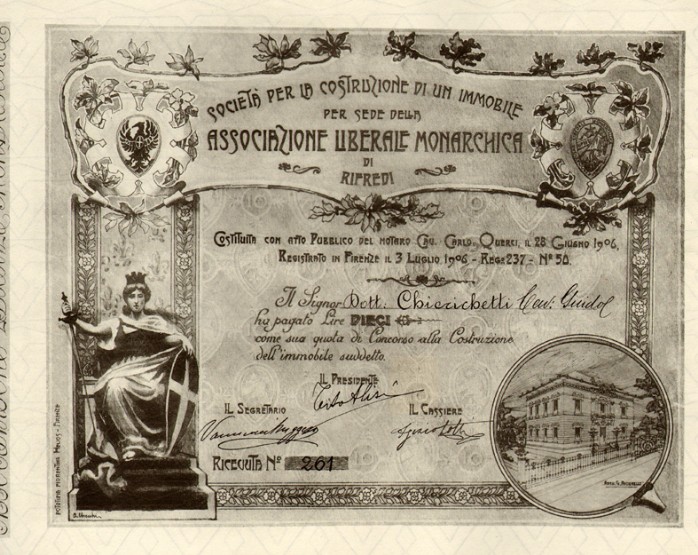 SOCIETÀ PER LA COSTRUZIONE DI UN IMMOBILE
PER SEDE DELLA
ASSOCIAZIONE LIBERALE MONARCHICA
DI
RIFREDI
COSTITUITA CON ATTO PUBBLICO DEL NOTARO CAV. CARLO QUERCI, IL 28 GIUGNO 1906,
REGISTRATO IN FIRENZE IL 3 LUGLIO 1906 - REG° 237 - N° 50.
Il Signor Dott. Chierichetti Cav. Guido
ha pagato Lire DIECI
come sua quota di Concorso alla Costruzione
dell'immobile suddetto.
IL PRESIDENTE
IL SEGRETARIO
IL CASSIERE
RICEVUTA N° 261